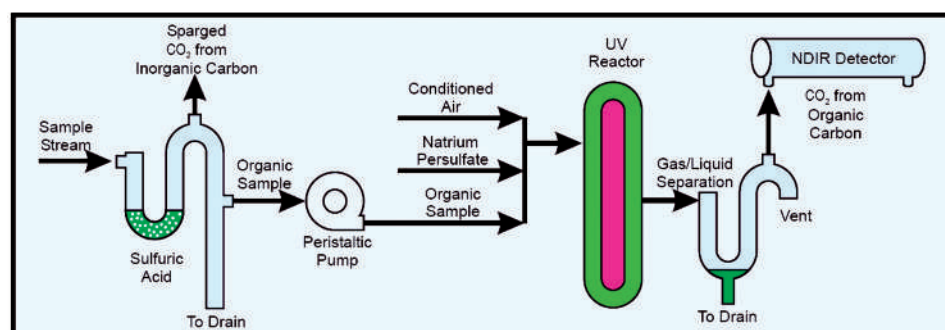 Sparged
CO₂ from
Inorganic Carbon
Sample
Stream
Sulfuric
Acid
To Drain
Organic
Sample
Peristaltic
Pump
Conditioned
Air
Natrium
Persulfate
Organic
Sample
UV
Reactor
Gas/Liquid
Separation
To Drain
Vent
NDIR Detector
CO₂ from
Organic
Carbon